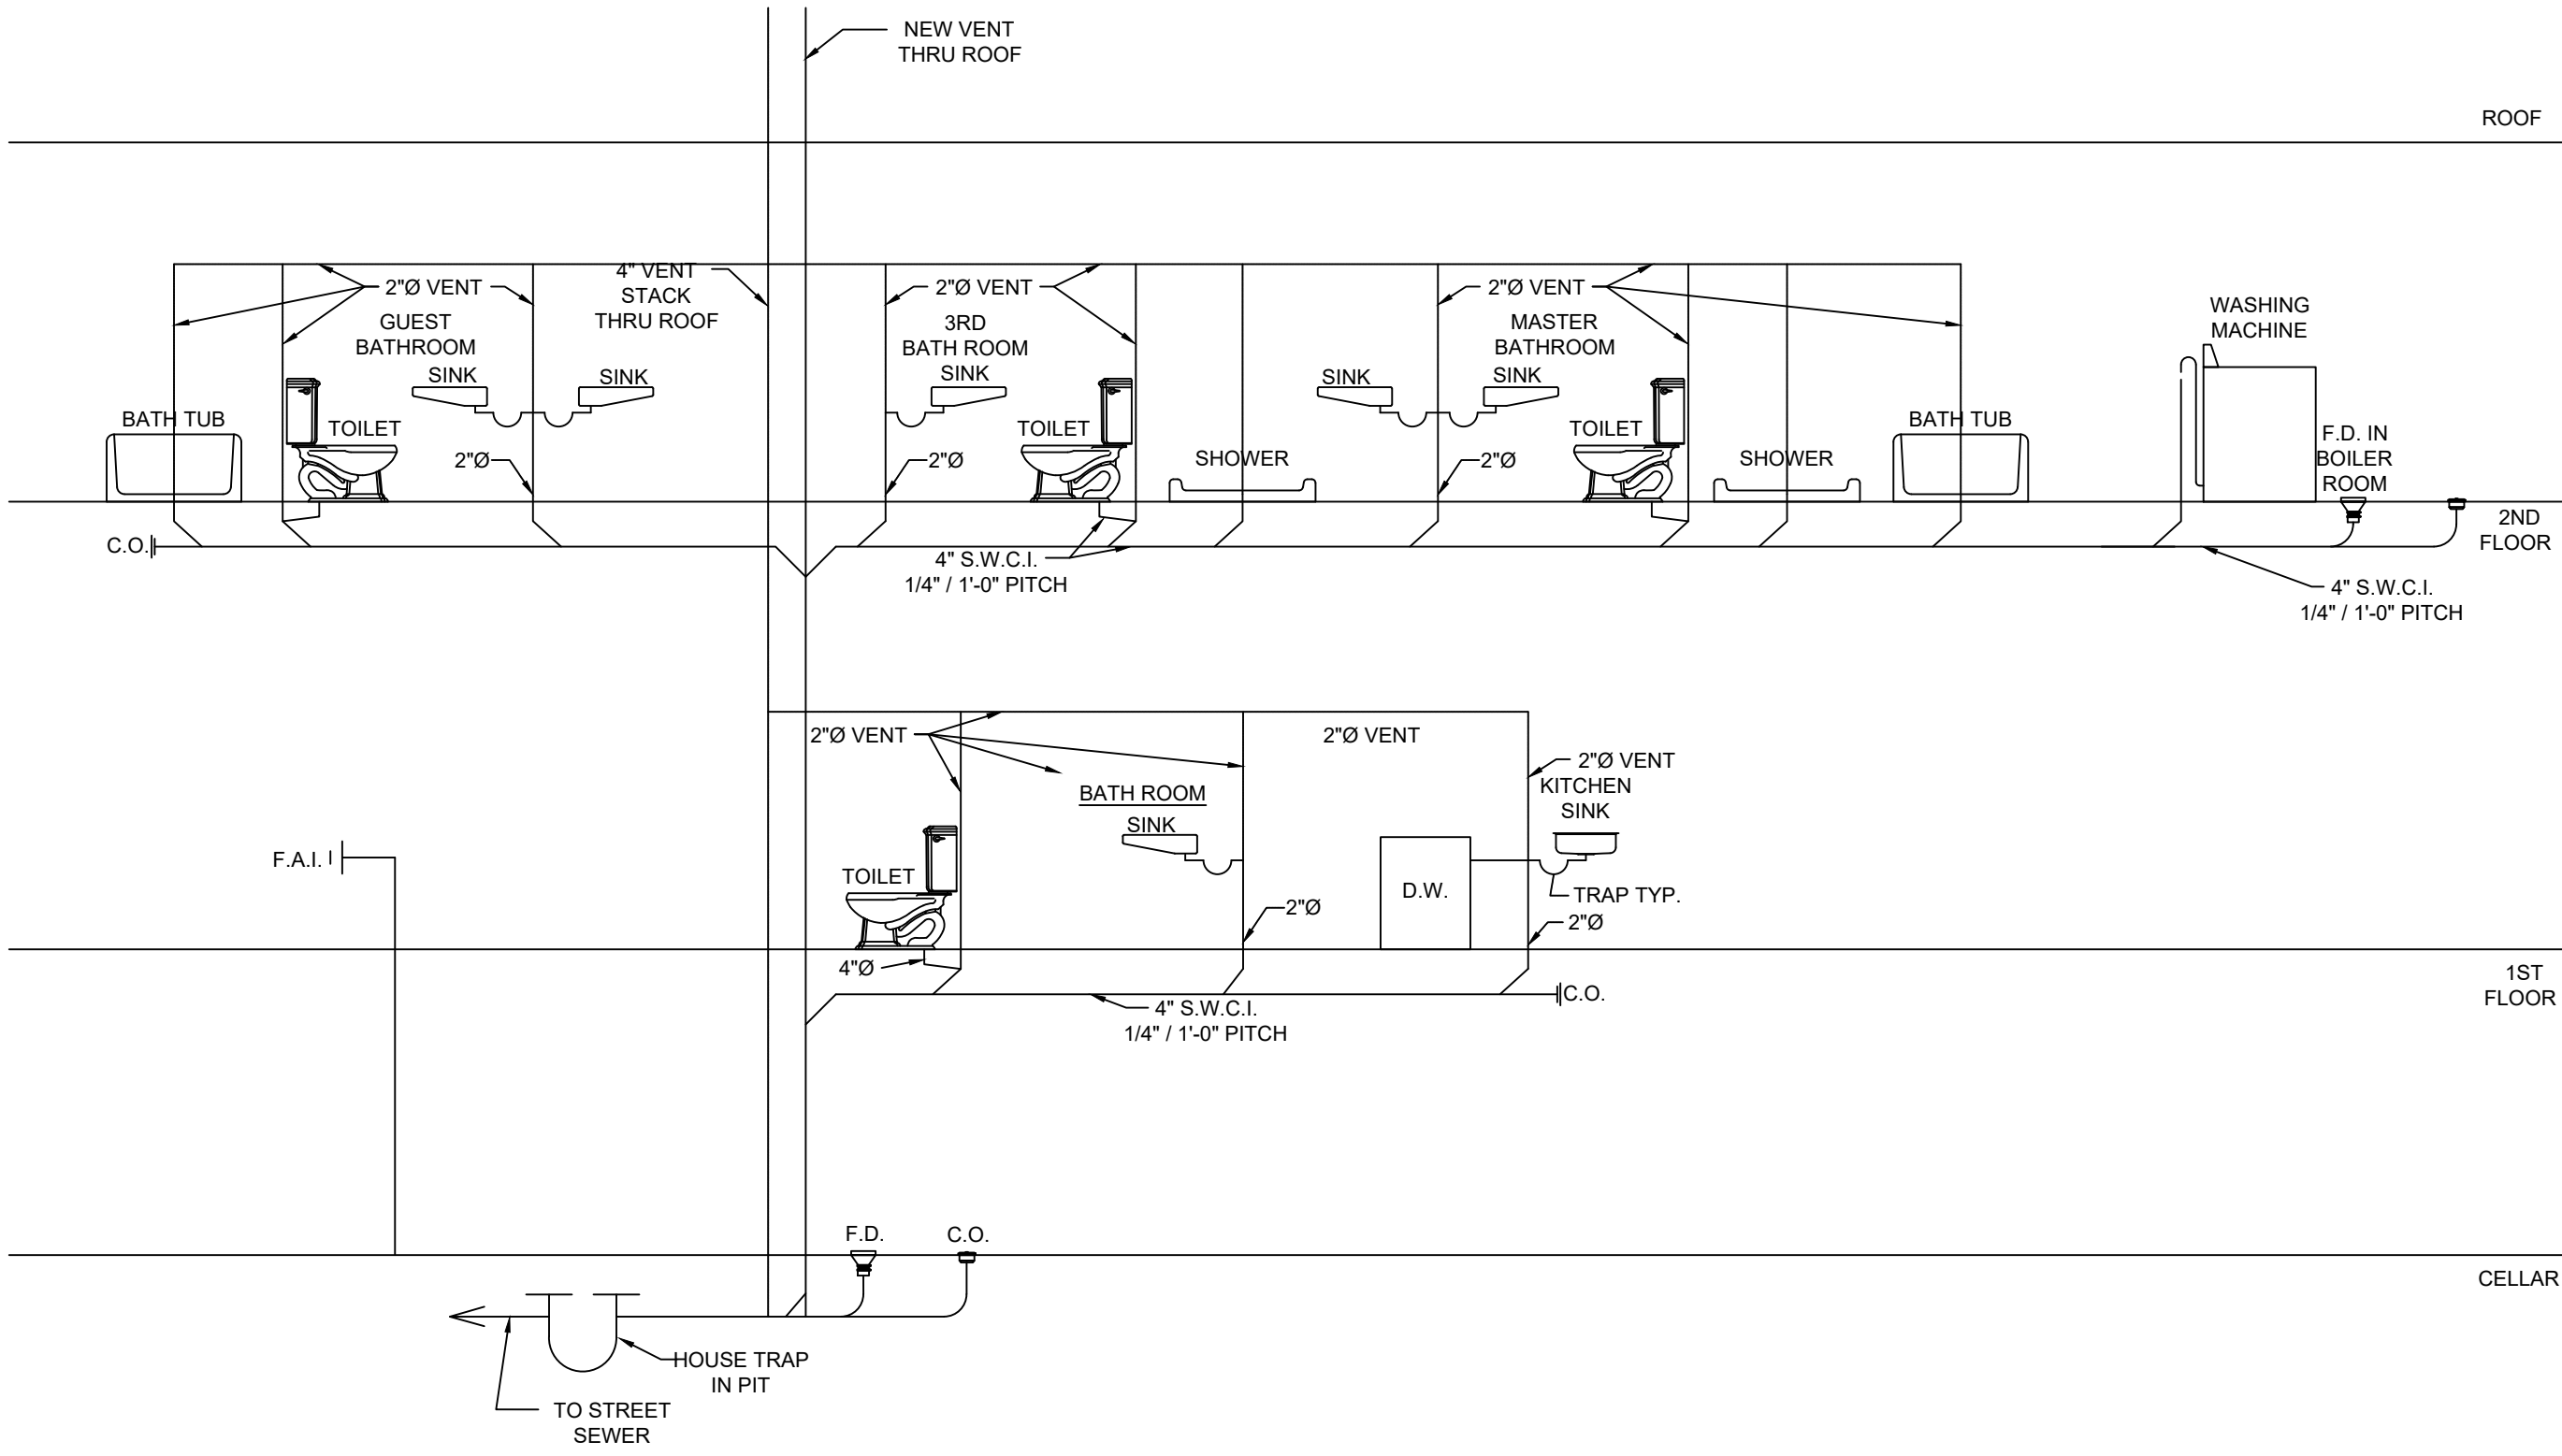 NEW VENT
THRU ROOF
ROOF
4" VENT
STACK
THRU ROOF
2"Ø VENT
2"Ø VENT
2"Ø VENT
GUEST
BATHROOM
3RD
BATH ROOM
MASTER
BATHROOM
WASHING
MACHINE
SINK
SINK
SINK
SINK
SINK
BATH TUB
TOILET
TOILET
TOILET
BATH TUB
2"Ø
2"Ø
SHOWER
2"Ø
SHOWER
F.D. IN
BOILER
ROOM
C.O.
2ND
FLOOR
4" S.W.C.I.
1/4" / 1'-0" PITCH
4" S.W.C.I.
1/4" / 1'-0" PITCH
2"Ø VENT
2"Ø VENT
2"Ø VENT
KITCHEN
SINK
BATH ROOM
SINK
F.A.I.
TOILET
D.W.
TRAP TYP.
2"Ø
2"Ø
4"Ø
1ST
FLOOR
C.O.
4" S.W.C.I.
1/4" / 1'-0" PITCH
F.D.
C.O.
CELLAR
HOUSE TRAP
IN PIT
TO STREET
SEWER